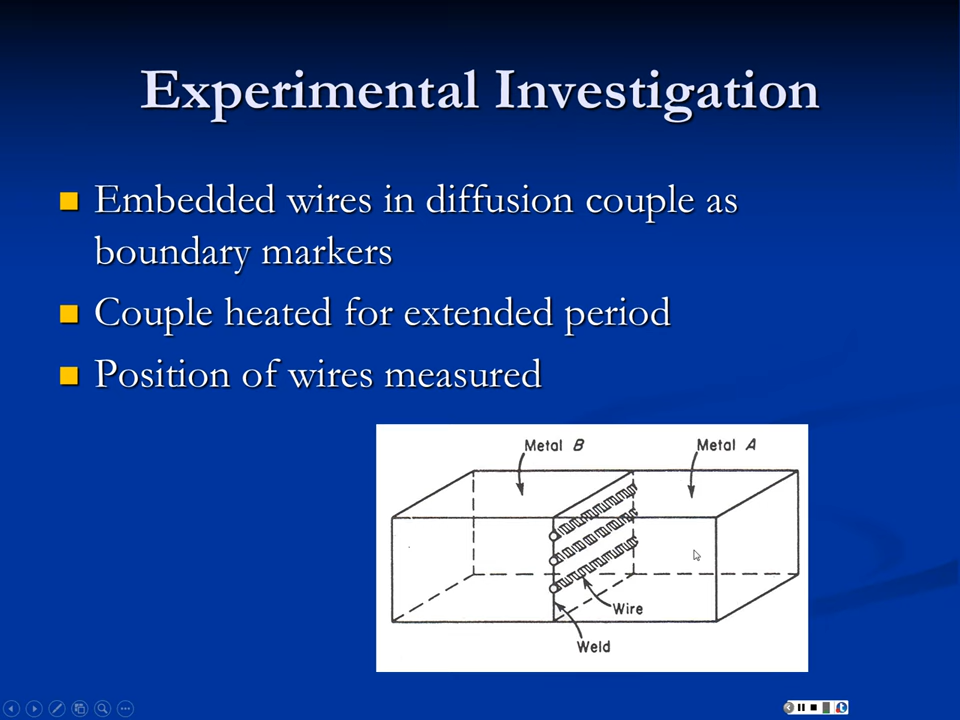 Experimental Investigation
Embedded wires in diffusion couple as
boundary markers
Couple heated for extended period
Position of wires measured
Metal B
Metal A
Wire
Weld